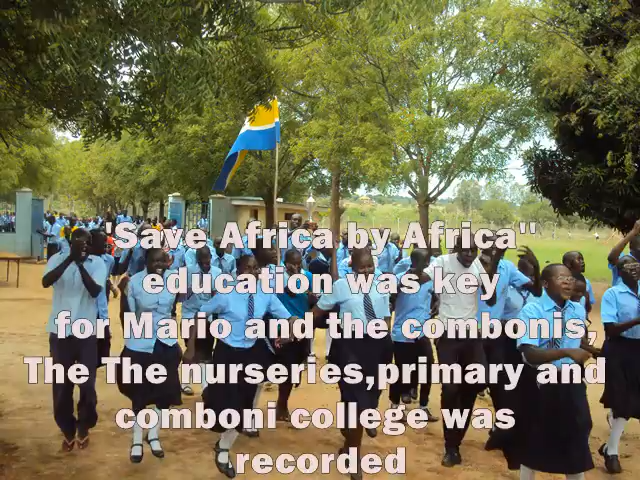 'Save Africa by Africa"
education was key
for Mario and the combonis,
The The nurseries,primary and
comboni college was
recorded